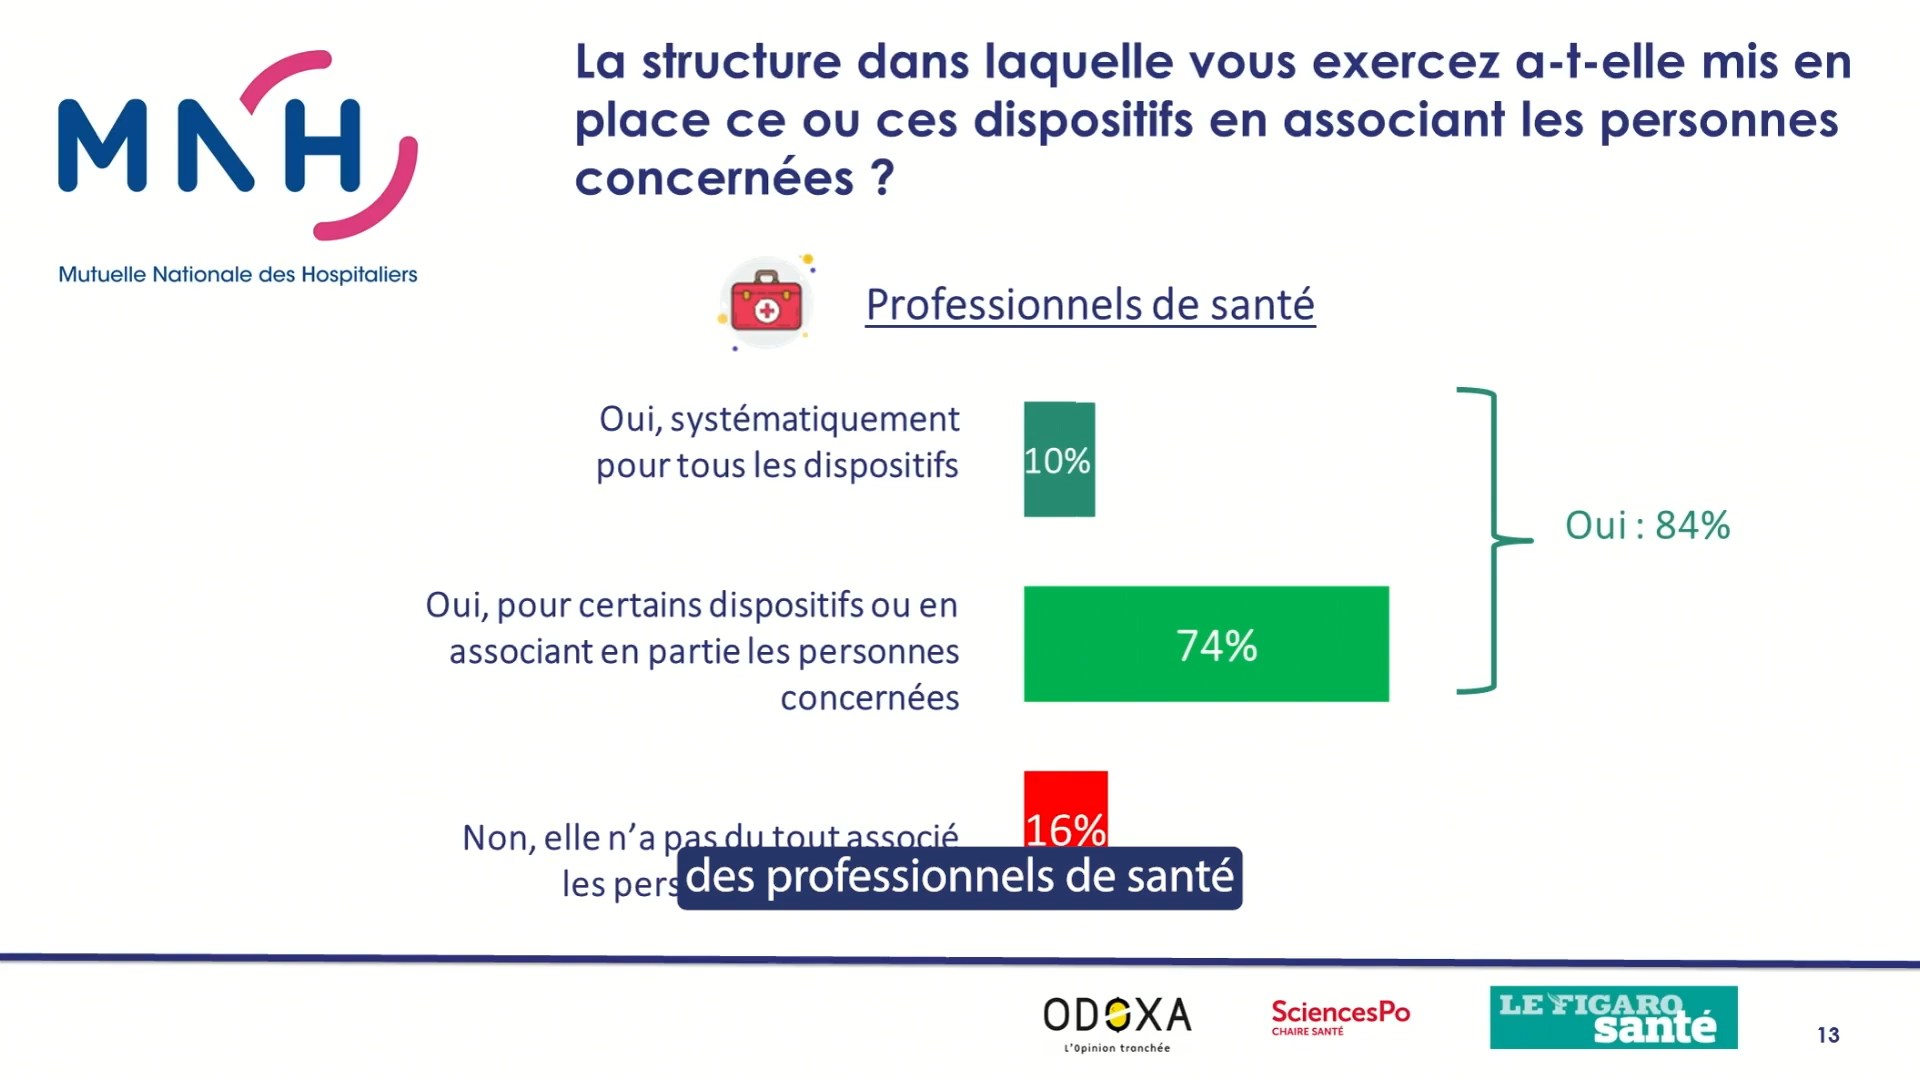 MNH
Mutuelle Nationale des Hospitaliers
La structure dans laquelle vous exercez a-t-elle mis en
place ce ou ces dispositifs en associant les personnes
concernées ?
Professionnels de santé
Oui, systématiquement
pour tous les dispositifs
10%
Oui, pour certains dispositifs ou en
associant en partie les personnes
concernées
74%
Oui : 84%
Non, elle n’a pas du tout associé
les
16%
des professionnels de santé
ODOXA
L'Opinion tranchée
SciencesPo
CHAIRE SANTÉ
LE FIGARO
santé
13